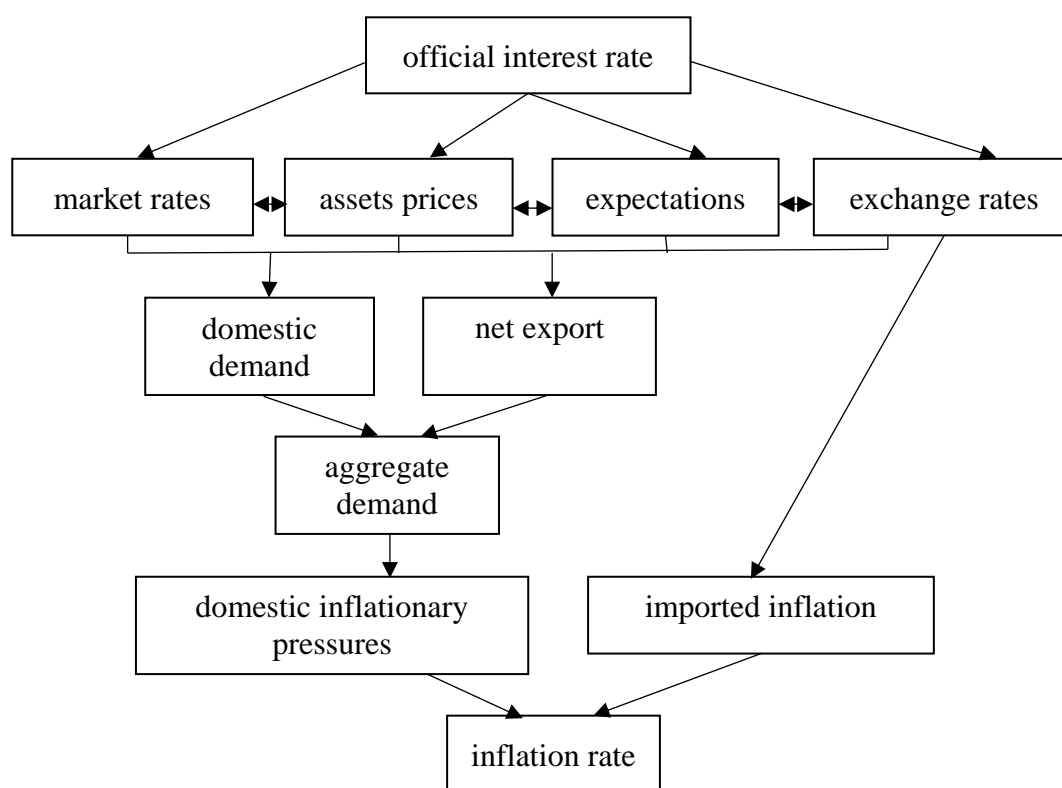 official interest rate
market rates
assets prices
expectations
exchange rates
domestic
demand
net export
aggregate
demand
domestic inflationary
pressures
imported inflation
inflation rate